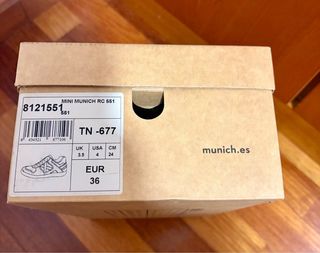 MINI MUNICH RC 551
8121551
551
TN -677
UK USA CM
3.5 4 24
EUR
36
munich.es